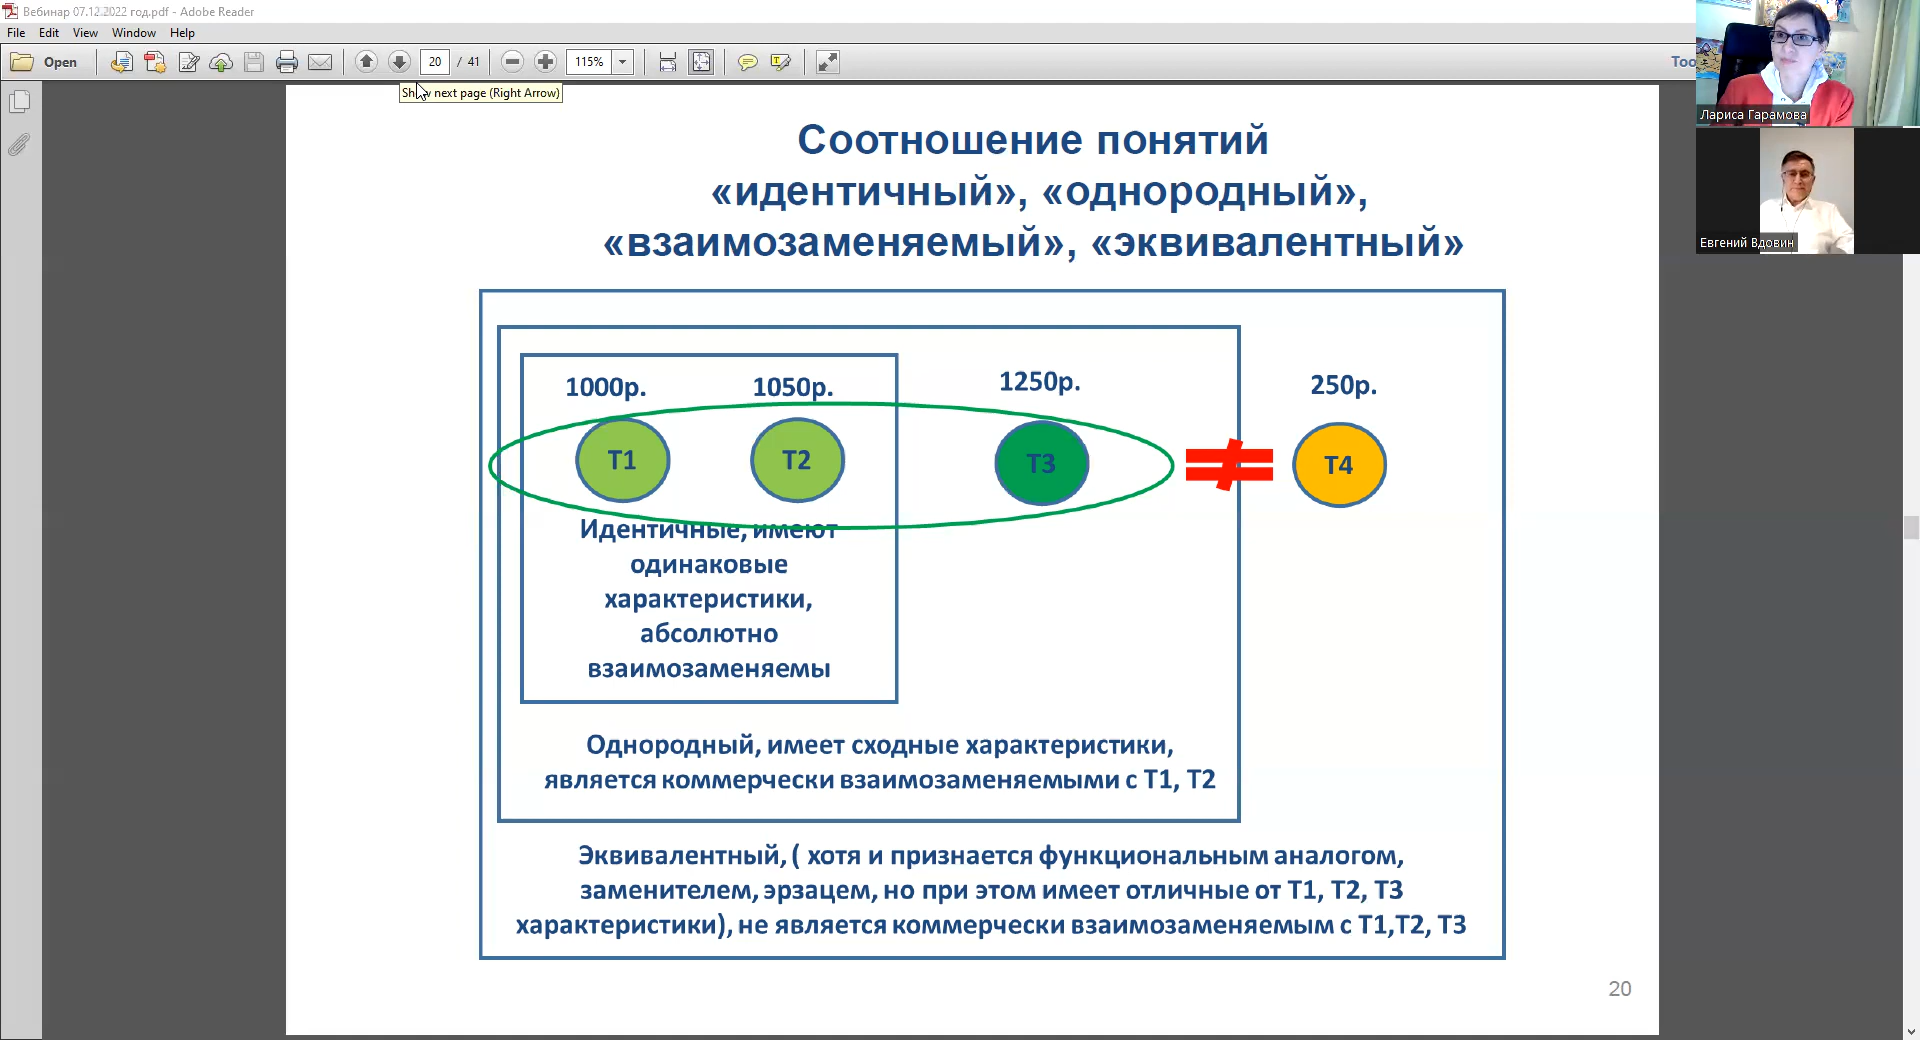 Вебинар 07.12.2022 год.pdf - Adobe Reader
File Edit View Window Help
Open 20 / 41 115%
Show next page (Right Arrow)
Лариса Гарамова
Евгений Вдовин
Соотношение понятий
«идентичный», «однородный»,
«взаимозаменяемый», «эквивалентный»
1000р. 1050р. 1250р. 250р.
Т1 Т2 Т3 Т4
Идентичные, имеют
одинаковые
характеристики,
абсолютно
взаимозаменяемы
Однородный, имеет сходные характеристики,
является коммерчески взаимозаменяемыми с Т1, Т2
Эквивалентный, ( хотя и признается функциональным аналогом,
заменителем, эрзацем, но при этом имеет отличные от Т1, Т2, Т3
характеристики), не является коммерчески взаимозаменяемым с Т1,Т2, Т3
20